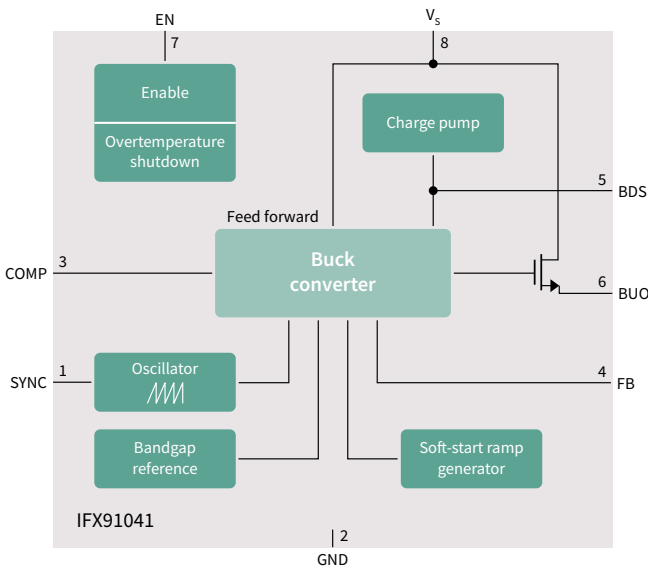 EN
7
Vs
8
Enable
Overtemperature
shutdown
Charge pump
5
BDS
Feed forward
Buck
converter
COMP
3
6
BUO
SYNC
1
Oscillator
4
FB
Bandgap
reference
Soft-start ramp
generator
IFX91041
2
GND